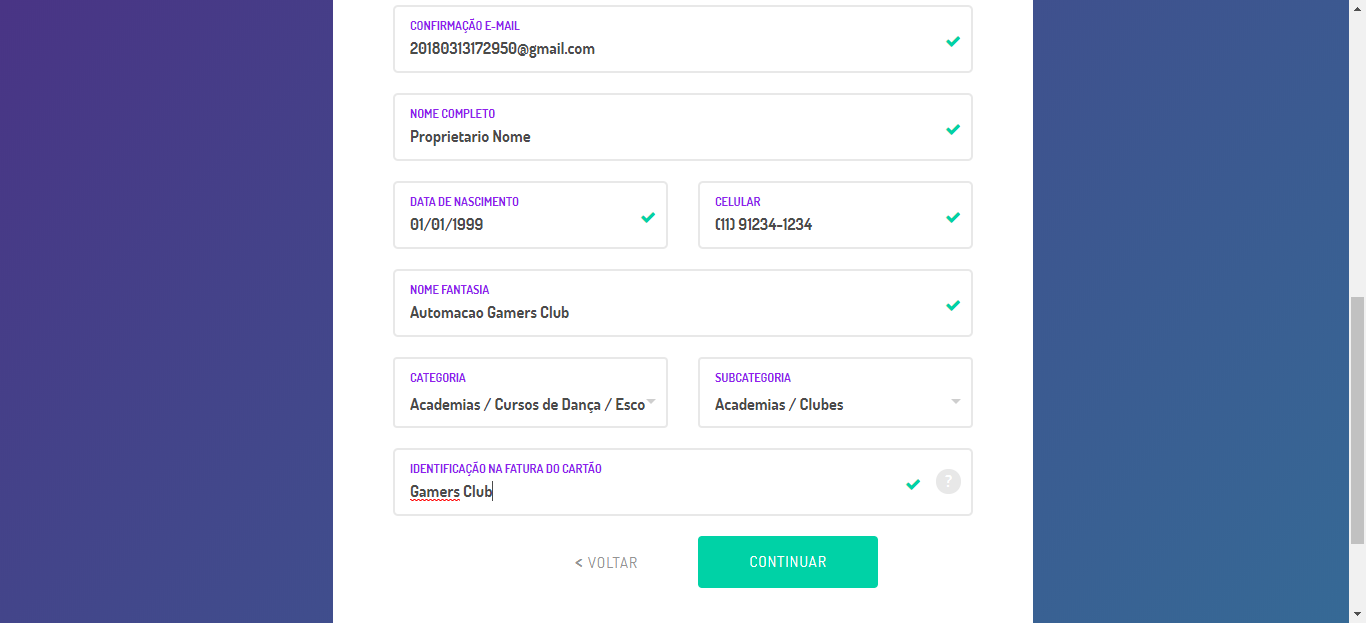 CONFIRMAÇÃO E-MAIL
20180313172950@gmail.com
NOME COMPLETO
Proprietario Nome
DATA DE NASCIMENTO
01/01/1999
CELULAR
(11) 91234-1234
NOME FANTASIA
Automacao Gamers Club
CATEGORIA
Academias / Cursos de Dança / Esco
SUBCATEGORIA
Academias / Clubes
IDENTIFICAÇÃO NA FATURA DO CARTÃO
Gamers Club
?
< VOLTAR
CONTINUAR